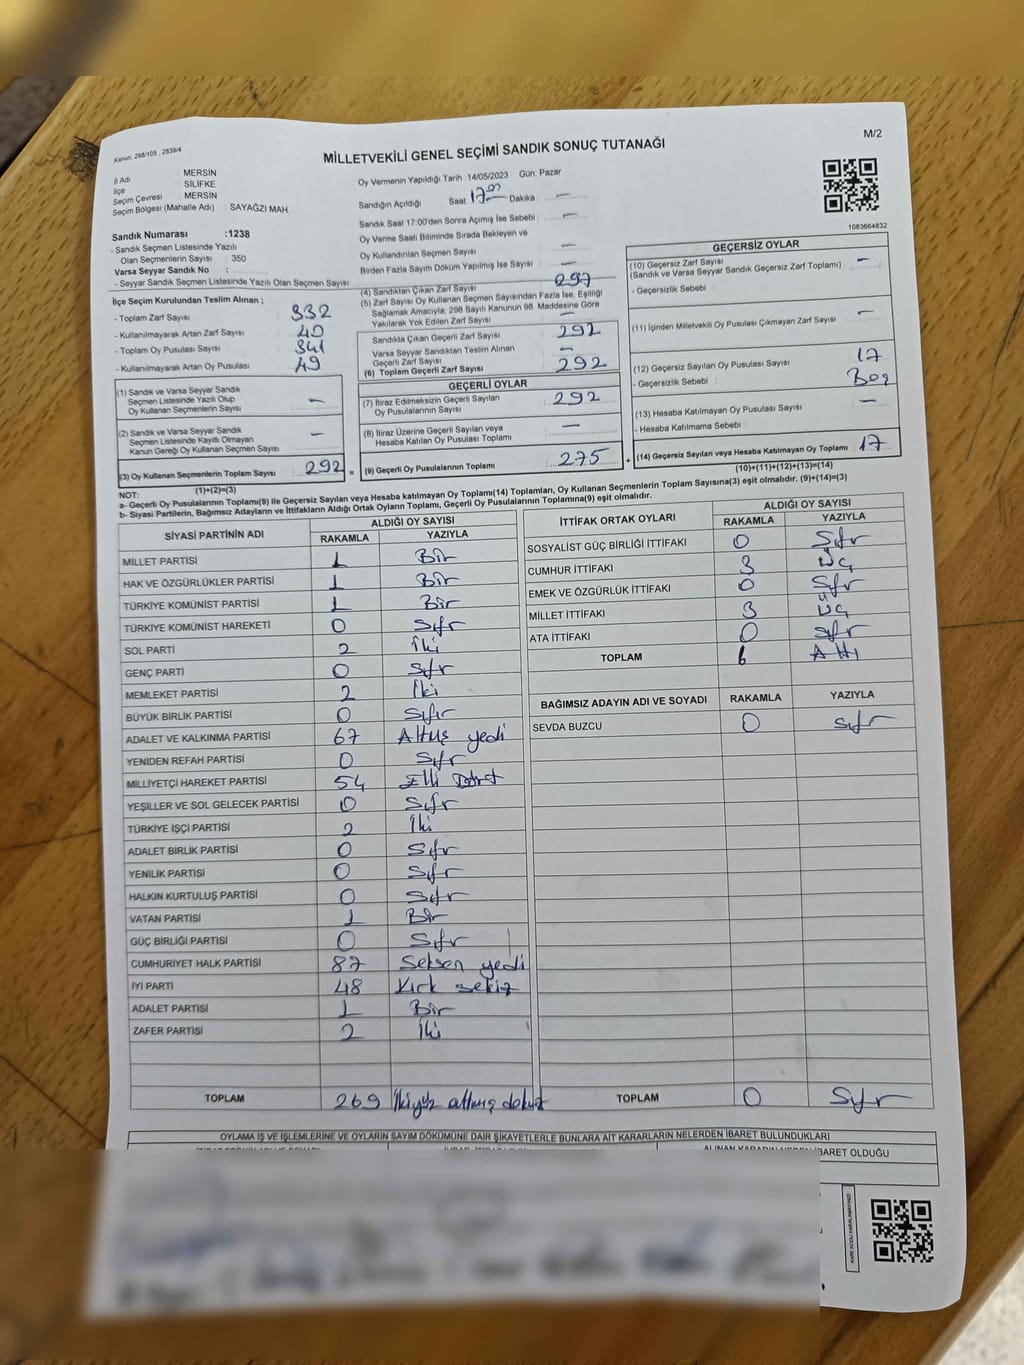 Kanun. 298/105 , 2839/4
M/2
MİLLETVEKİLİ GENEL SEÇİMİ SANDIK SONUÇ TUTANAĞI
İl Adı : MERSİN
İlçe : SİLİFKE
Seçim Çevresi : MERSİN
Seçim Bölgesi (Mahalle Adı) : SAYAĞZI MAH.
Sandık Numarası :1238
- Sandık Seçmen Listesinde Yazılı
Olan Seçmenlerin Sayısı : 350
Varsa Seyyar Sandık No :
- Seyyar Sandık Seçmen Listesinde Yazılı Olan Seçmen Sayısı :
Oy Vermenin Yapıldığı Tarih :14/05/2023 Gün: Pazar
Sandığın Açıldığı Saat: 17:00 Dakika : —
Sandık Saat 17:00'den Sonra Açımış İse Sebebi : —
Oy Verme Saati Bitiminde Sırada Bekleyen ve
Oy Kullandırılan Seçmen Sayısı : —
Birden Fazla Sayım Döküm Yapılmış İse Sayısı : —
1083664832
İlçe Seçim Kurulundan Teslim Alınan ;
- Toplam Zarf Sayısı : 332
- Kullanılmayarak Artan Zarf Sayısı : 40
- Toplam Oy Pusulası Sayısı : 341
- Kullanılmayarak Artan Oy Pusulası : 49
(1) Sandık ve Varsa Seyyar Sandık
Seçmen Listesinde Yazılı Olup
Oy Kullanan Seçmenlerin Sayısı : —
(2) Sandık ve Varsa Seyyar Sandık
Seçmen Listesinde Kayıtlı Olmayan
Kanun Gereği Oy Kullanan Seçmen Sayısı : —
(3) Oy Kullanan Seçmenlerin Toplam Sayısı : 292 =
(1)+(2)=(3)
(4) Sandıktan Çıkan Zarf Sayısı : 297
(5) Zarf Sayısı Oy Kullanan Seçmen Sayısından Fazla İse, Eşitliği
Sağlamak Amacıyla; 298 Sayılı Kanunun 98. Maddesine Göre
Yakılarak Yok Edilen Zarf Sayısı : —
Sandıkta Çıkan Geçerli Zarf Sayısı : 292
Varsa Seyyar Sandıktan Teslim Alınan
Geçerli Zarf Sayısı : —
(6) Toplam Geçerli Zarf Sayısı : 292
GEÇERLİ OYLAR
(7) İtiraz Edilmeksizin Geçerli Sayılan
Oy Pusulalarının Sayısı : 292
(8) İtiraz Üzerine Geçerli Sayılan veya
Hesaba Katılan Oy Pusulası Toplamı : —
(9) Geçerli Oy Pusulalarının Toplamı : 275 +
GEÇERSİZ OYLAR
(10) Geçersiz Zarf Sayısı : —
(Sandık ve Varsa Seyyar Sandık Geçersiz Zarf Toplamı)
- Geçersizlik Sebebi :
(11) İçinden Milletvekili Oy Pusulası Çıkmayan Zarf Sayısı : —
(12) Geçersiz Sayılan Oy Pusulası Sayısı : 17
- Geçersizlik Sebebi : Boş
(13) Hesaba Katılmayan Oy Pusulası Sayısı : —
- Hesaba Katılmama Sebebi :
(14) Geçersiz Sayılan veya Hesaba Katılmayan Oy Toplamı : 17
(10)+(11)+(12)+(13)=(14)
NOT:
a- Geçerli Oy Pusulalarının Toplamı(9) ile Geçersiz Sayılan veya Hesaba katılmayan Oy Toplamı(14) Toplamları, Oy Kullanan Seçmenlerin Toplam Sayısına(3) eşit olmalıdır. (9)+(14)=(3)
b- Siyasi Partilerin, Bağımsız Adayların ve İttifakların Aldığı Ortak Oyların Toplamı, Geçerli Oy Pusulalarının Toplamına(9) eşit olmalıdır.
SİYASİ PARTİNİN ADI ALDIĞI OY SAYISI
RAKAMLA YAZIYLA
MİLLET PARTİSİ 1 Bir
HAK VE ÖZGÜRLÜKLER PARTİSİ 1 Bir
TÜRKİYE KOMÜNİST PARTİSİ 1 Bir
TÜRKİYE KOMÜNİST HAREKETİ 0 Sıfır
SOL PARTİ 2 İki
GENÇ PARTİ 0 Sıfır
MEMLEKET PARTİSİ 2 İki
BÜYÜK BİRLİK PARTİSİ 0 Sıfır
ADALET VE KALKINMA PARTİSİ 67 Altmış yedi
YENİDEN REFAH PARTİSİ 0 Sıfır
MİLLİYETÇİ HAREKET PARTİSİ 54 Elli Dört
YEŞİLLER VE SOL GELECEK PARTİSİ 0 Sıfır
TÜRKİYE İŞÇİ PARTİSİ 2 İki
ADALET BİRLİK PARTİSİ 0 Sıfır
YENİLİK PARTİSİ 0 Sıfır
HALKIN KURTULUŞ PARTİSİ 0 Sıfır
VATAN PARTİSİ 1 Bir
GÜÇ BİRLİĞİ PARTİSİ 0 Sıfır
CUMHURİYET HALK PARTİSİ 87 Seksen yedi
İYİ PARTİ 48 Kırk sekiz
ADALET PARTİSİ 1 Bir
ZAFER PARTİSİ 2 İki
TOPLAM 269 İkiyüz altmış dokuz
İTTİFAK ORTAK OYLARI ALDIĞI OY SAYISI
RAKAMLA YAZIYLA
SOSYALİST GÜÇ BİRLİĞİ İTTİFAKI 0 Sıfır
CUMHUR İTTİFAKI 3 Üç
EMEK VE ÖZGÜRLÜK İTTİFAKI 0 Sıfır
MİLLET İTTİFAKI 3 Üç
ATA İTTİFAKI 0 Sıfır
TOPLAM 6 Altı
BAĞIMSIZ ADAYIN ADI VE SOYADI RAKAMLA YAZIYLA
SEVDA BUZCU 0 Sıfır
TOPLAM 0 Sıfır
OYLAMA İŞ VE İŞLEMLERİNE VE OYLARIN SAYIM DÖKÜMÜNE DAİR ŞİKAYETLERLE BUNLARA AİT KARARLARIN NELERDEN İBARET BULUNDUKLARI
ALINAN KARARIN NEDEN İBARET OLDUĞU
KARE KODU KARALAMAYINIZ!